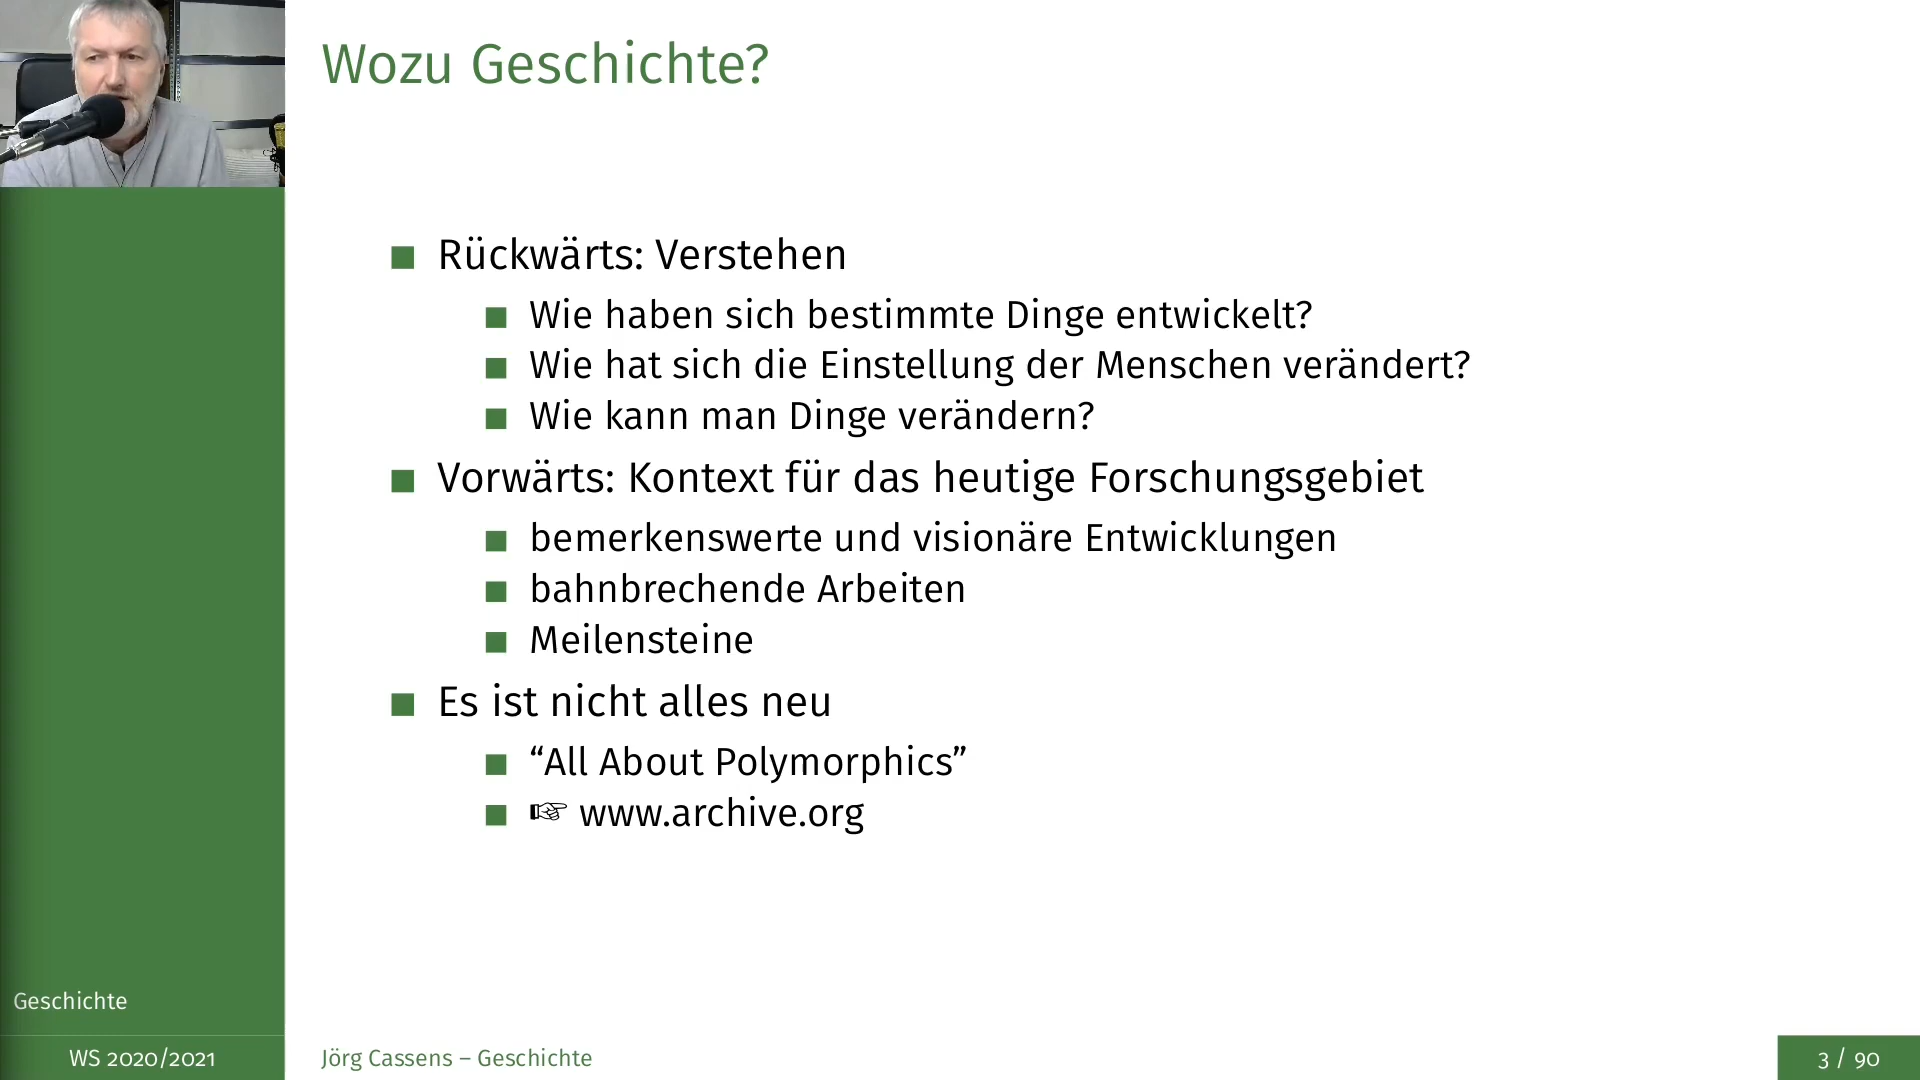 Wozu Geschichte?
Rückwärts: Verstehen
Wie haben sich bestimmte Dinge entwickelt?
Wie hat sich die Einstellung der Menschen verändert?
Wie kann man Dinge verändern?
Vorwärts: Kontext für das heutige Forschungsgebiet
bemerkenswerte und visionäre Entwicklungen
bahnbrechende Arbeiten
Meilensteine
Es ist nicht alles neu
“All About Polymorphics”
☞ www.archive.org
Geschichte
WS 2020/2021
Jörg Cassens – Geschichte
3 / 90